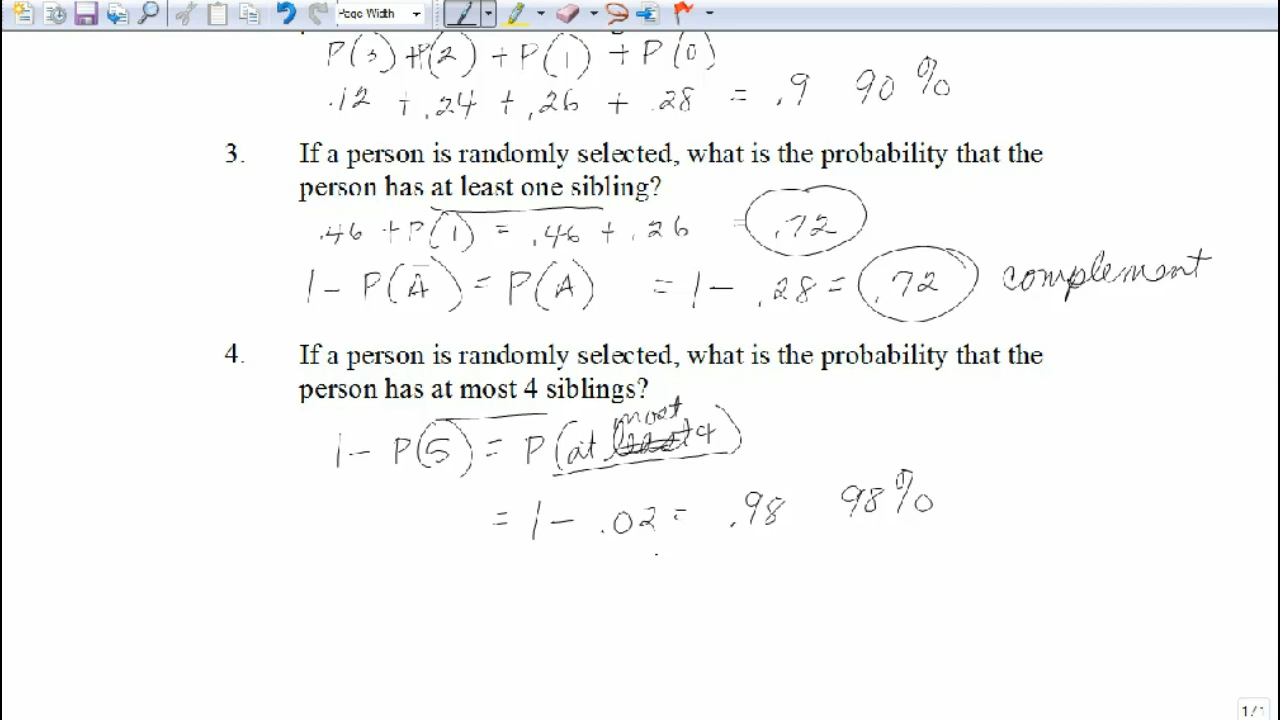 Page Width
P(3)+P(2) + P(1) + P(0)
.12 + .24 + .26 + .28 = .9 90%
3. If a person is randomly selected, what is the probability that the
person has at least one sibling?
.46 + P(1) = .46 + .26 = .72
1 - P(Ā) = P(A) = 1 - .28 = .72 complement
4. If a person is randomly selected, what is the probability that the
person has at most 4 siblings?
most
1 - P(5) = P(at 4)
= 1 - .02 = .98 98%
1/1